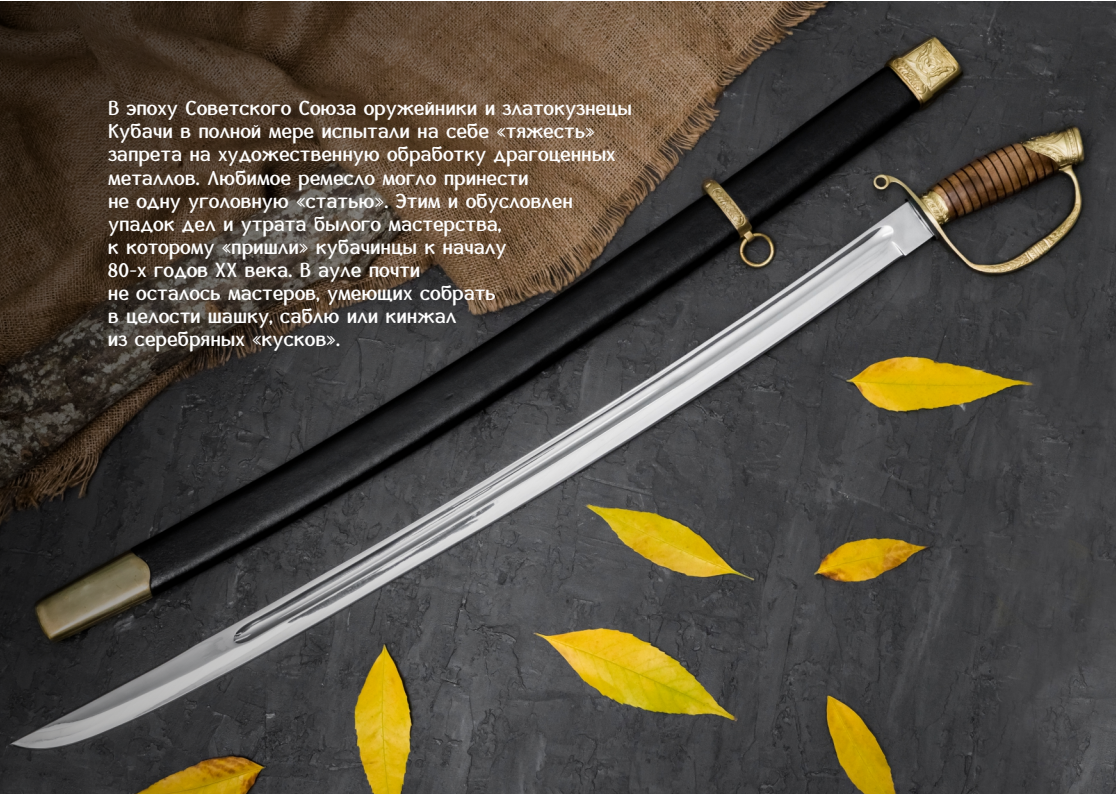 В эпоху Советского Союза оружейники и златокузнецы
Кубачи в полной мере испытали на себе «тяжесть»
запрета на художественную обработку драгоценных
металлов. Любимое ремесло могло принести
не одну уголовную «статью». Этим и обусловлен
упадок дел и утрата былого мастерства,
к которому «пришли» кубачинцы к началу
80-х годов XX века. В ауле почти
не осталось мастеров, умеющих собрать
в целости шашку, саблю или кинжал
из серебряных «кусков».